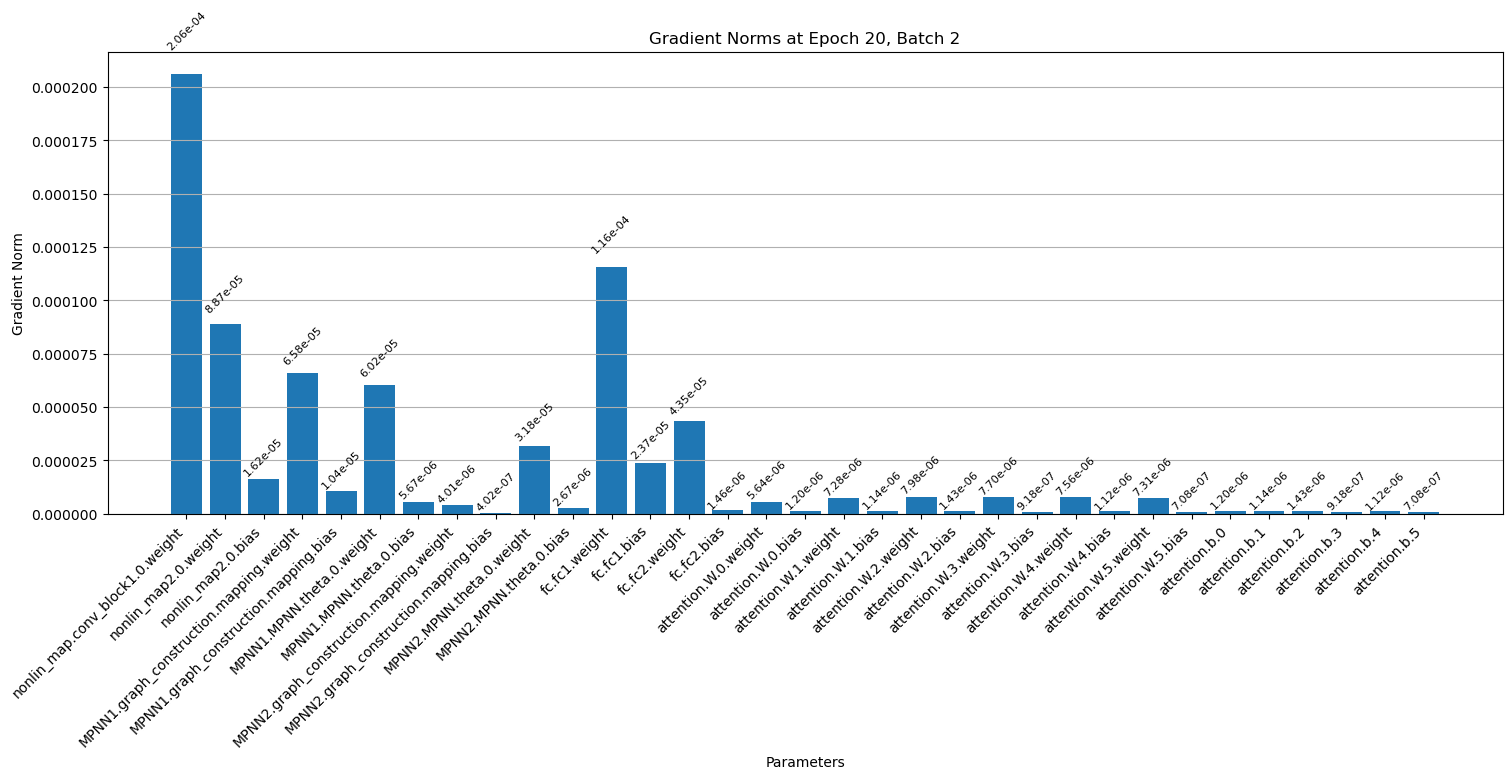 Gradient Norms at Epoch 20, Batch 2
Gradient Norm
0.000200
0.000175
0.000150
0.000125
0.000100
0.000075
0.000050
0.000025
0.000000
2.06e-04
8.87e-05
1.62e-05
6.58e-05
1.04e-05
6.02e-05
5.67e-06
4.01e-06
4.02e-07
3.18e-05
2.67e-06
1.16e-04
2.37e-05
4.35e-05
1.46e-06
5.64e-06
1.20e-06
7.28e-06
1.14e-06
7.98e-06
1.43e-06
7.70e-06
9.18e-07
7.56e-06
1.12e-06
7.31e-06
7.08e-07
1.20e-06
1.14e-06
1.43e-06
9.18e-07
1.12e-06
7.08e-07
nonlin_map.conv_block1.0.weight
nonlin_map2.0.weight
nonlin_map2.0.bias
MPNN1.graph_construction.mapping.weight
MPNN1.graph_construction.mapping.bias
MPNN1.MPNN.theta.0.weight
MPNN1.MPNN.theta.0.bias
MPNN2.graph_construction.mapping.weight
MPNN2.graph_construction.mapping.bias
MPNN2.MPNN.theta.0.weight
MPNN2.MPNN.theta.0.bias
fc.fc1.weight
fc.fc1.bias
fc.fc2.weight
fc.fc2.bias
attention.W.0.weight
attention.W.0.bias
attention.W.1.weight
attention.W.1.bias
attention.W.2.weight
attention.W.2.bias
attention.W.3.weight
attention.W.3.bias
attention.W.4.weight
attention.W.4.bias
attention.W.5.weight
attention.W.5.bias
attention.b.0
attention.b.1
attention.b.2
attention.b.3
attention.b.4
attention.b.5
Parameters